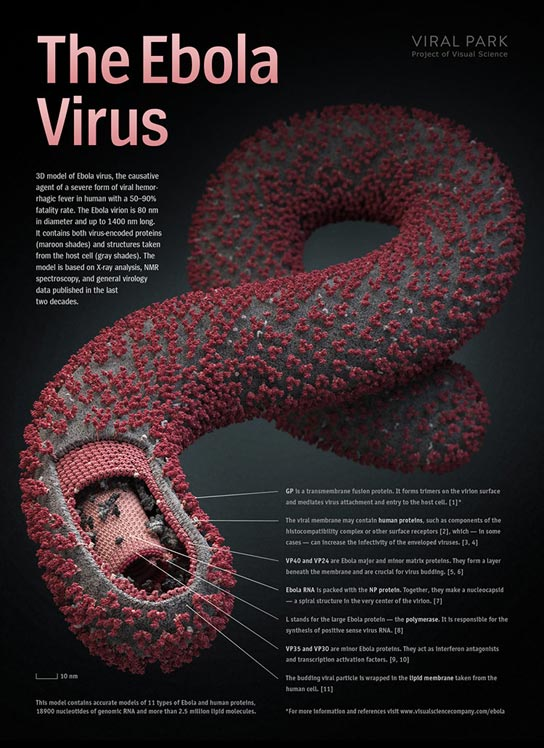 The Ebola
Virus
VIRAL PARK
Project of Visual Science
3D model of Ebola virus, the causative
agent of a severe form of viral hemor-
rhagic fever in human with a 50–90%
fatality rate. The Ebola virion is 80 nm
in diameter and up to 1400 nm long.
It contains both virus-encoded proteins
(maroon shades) and structures taken
from the host cell (gray shades). The
model is based on X-ray analysis, NMR
spectroscopy, and general virology
data published in the last
two decades.
GP is a transmembrane fusion protein. It forms trimers on the virion surface
and mediates virus attachment and entry to the host cell. [1]*
The viral membrane may contain human proteins, such as components of the
histocompatibility complex or other surface receptors [2], which — in some
cases — can increase the infectivity of the enveloped viruses. [3, 4]
VP40 and VP24 are Ebola major and minor matrix proteins. They form a layer
beneath the membrane and are crucial for virus budding. [5, 6]
Ebola RNA is packed with the NP protein. Together, they make a nucleocapsid
— a spiral structure in the very center of the virion. [7]
L stands for the large Ebola protein — the polymerase. It is responsible for the
synthesis of positive sense virus RNA. [8]
VP35 and VP30 are minor Ebola proteins. They act as interferon antagonists
and transcription activation factors. [9, 10]
The budding viral particle is wrapped in the lipid membrane taken from the
human cell. [11]
10 nm
This model contains accurate models of 11 types of Ebola and human proteins,
18900 nucleotides of genomic RNA and more than 2.5 million lipid molecules.
*For more information and references visit www.visualsciencecompany.com/ebola